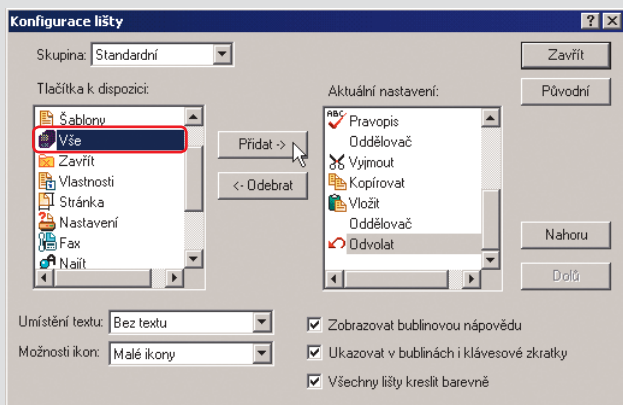 Konfigurace lišty
Skupina: Standardní
Zavřít
Tlačítka k dispozici:
Aktuální nastavení:
Původní
Šablony
Vše
Zavřít
Vlastnosti
Stránka
Nastavení
Fax
Najít
Přidat ->
<- Odebrat
ABC Pravopis
Oddělovač
Vyjmout
Kopírovat
Vložit
Oddělovač
Odvolat
Nahoru
Dolů
Umístění textu: Bez textu
Možnosti ikon: Malé ikony
Zobrazovat bublinovou nápovědu
Ukazovat v bublinách i klávesové zkratky
Všechny lišty kreslit barevně